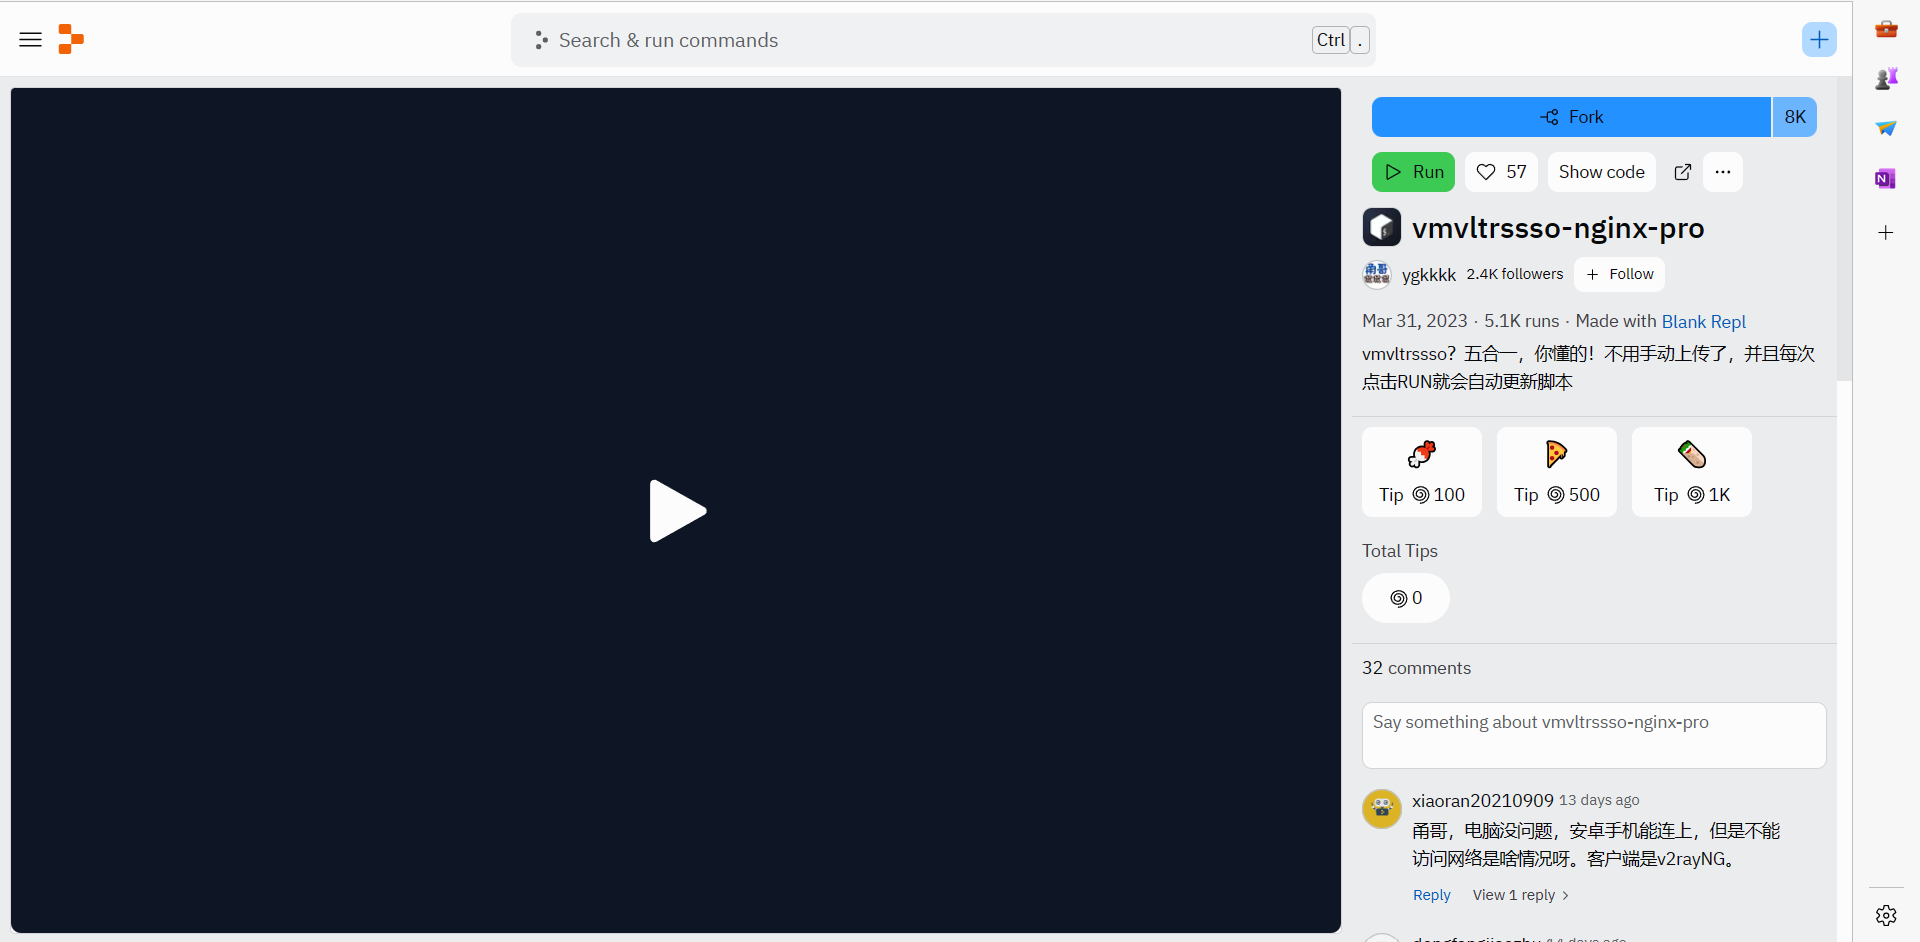 Search & run commands
Ctrl .
Fork 8K
Run 57 Show code
vmvltrssso-nginx-pro
ygkkkk 2.4K followers Follow
Mar 31, 2023 · 5.1K runs · Made with Blank Repl
vmvltrssso？五合一，你懂的！不用手动上传了，并且每次
点击RUN就会自动更新脚本
Tip 100
Tip 500
Tip 1K
Total Tips
0
32 comments
Say something about vmvltrssso-nginx-pro
xiaoran20210909 13 days ago
甬哥，电脑没问题，安卓手机能连上，但是不能
访问网络是啥情况呀。客户端是v2rayNG。
Reply View 1 reply
14 days ago